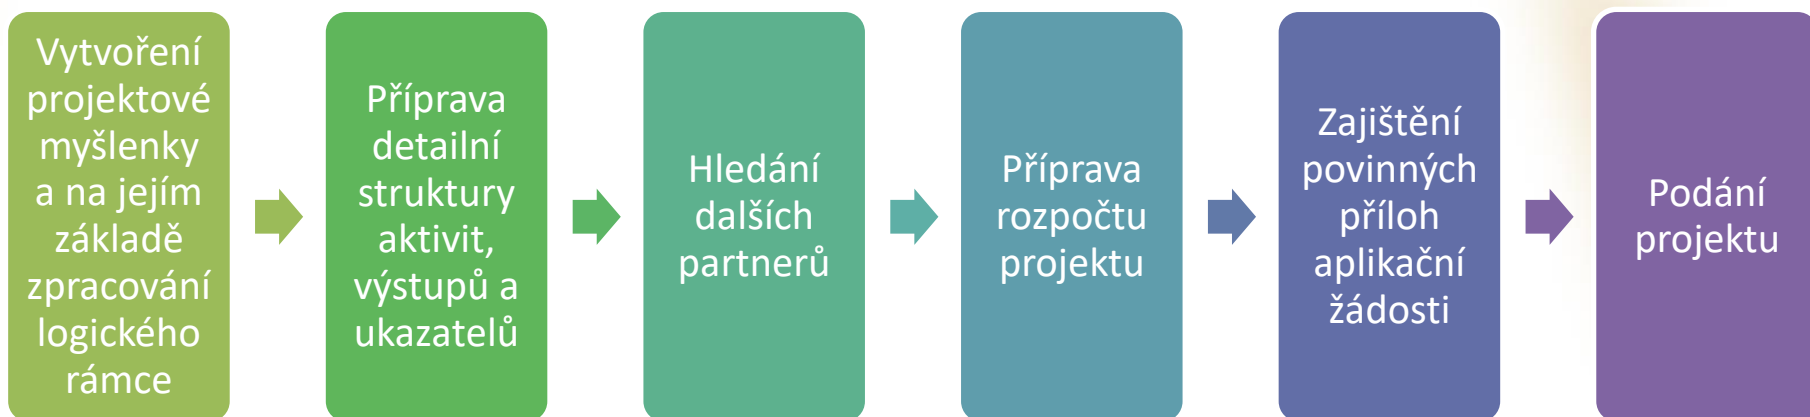 Vytvoření
projektové
myšlenky
a na jejím
základě
zpracování
logického
rámce
Příprava
detailní
struktury
aktivit,
výstupů a
ukazatelů
Hledání
dalších
partnerů
Příprava
rozpočtu
projektu
Zajištění
povinných
příloh
aplikační
žádosti
Podání
projektu